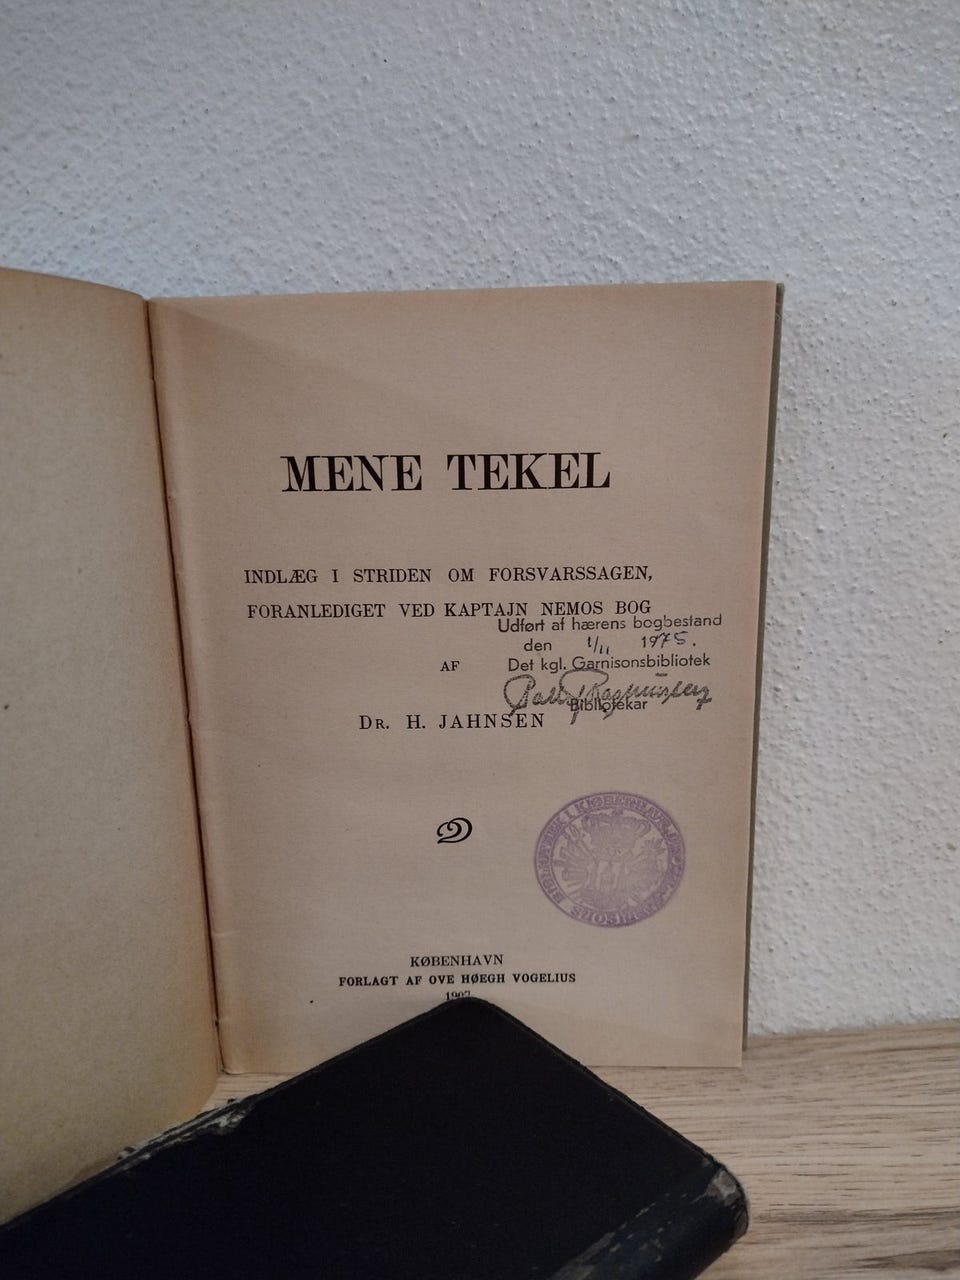 MENE TEKEL
INDLÆG I STRIDEN OM FORSVARSSAGEN,
FORANLEDIGET VED KAPTAJN NEMOS BOG
Udført af hærens bogbestand
den 1/11 1975.
AF
Det kgl. Garnisonsbibliotek
Bibliotekar
DR. H. JAHNSEN
KØBENHAVN
FORLAGT AF OVE HØEGH VOGELIUS
1907